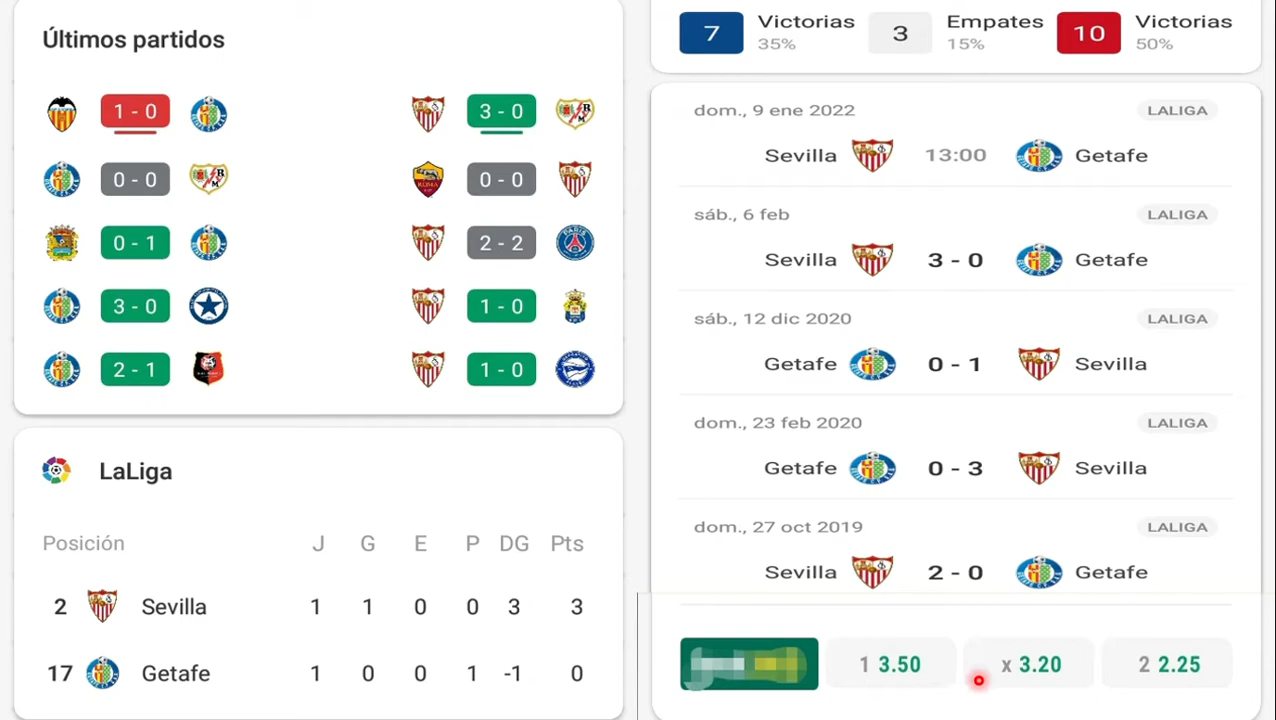 Últimos partidos
1 - 0
3 - 0
0 - 0
0 - 0
0 - 1
2 - 2
3 - 0
1 - 0
2 - 1
1 - 0
LaLiga
Posición J G E P DG Pts
2 Sevilla 1 1 0 0 3 3
17 Getafe 1 0 0 1 -1 0
7 Victorias 35% 3 Empates 15% 10 Victorias 50%
dom., 9 ene 2022 LALIGA
Sevilla 13:00 Getafe
sáb., 6 feb LALIGA
Sevilla 3 - 0 Getafe
sáb., 12 dic 2020 LALIGA
Getafe 0 - 1 Sevilla
dom., 23 feb 2020 LALIGA
Getafe 0 - 3 Sevilla
dom., 27 oct 2019 LALIGA
Sevilla 2 - 0 Getafe
1 3.50 x 3.20 2 2.25